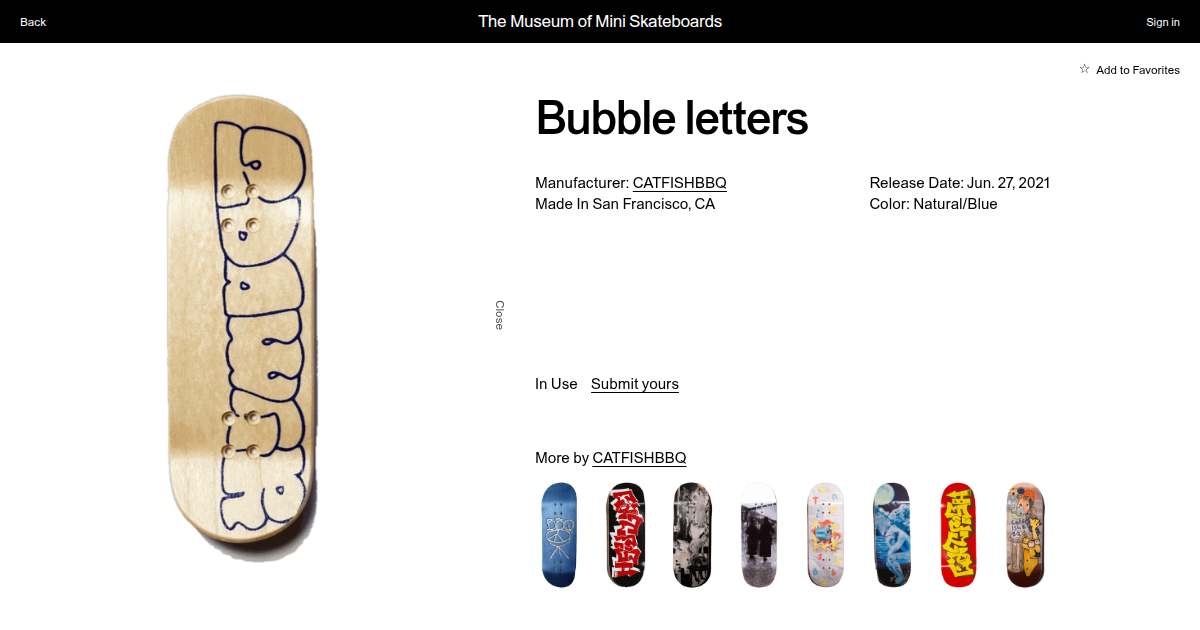 Back
The Museum of Mini Skateboards
Sign in
☆ Add to Favorites
Bubble letters
Manufacturer: CATFISHBBQ
Made In San Francisco, CA
Release Date: Jun. 27, 2021
Color: Natural/Blue
Close
In Use Submit yours
More by CATFISHBBQ